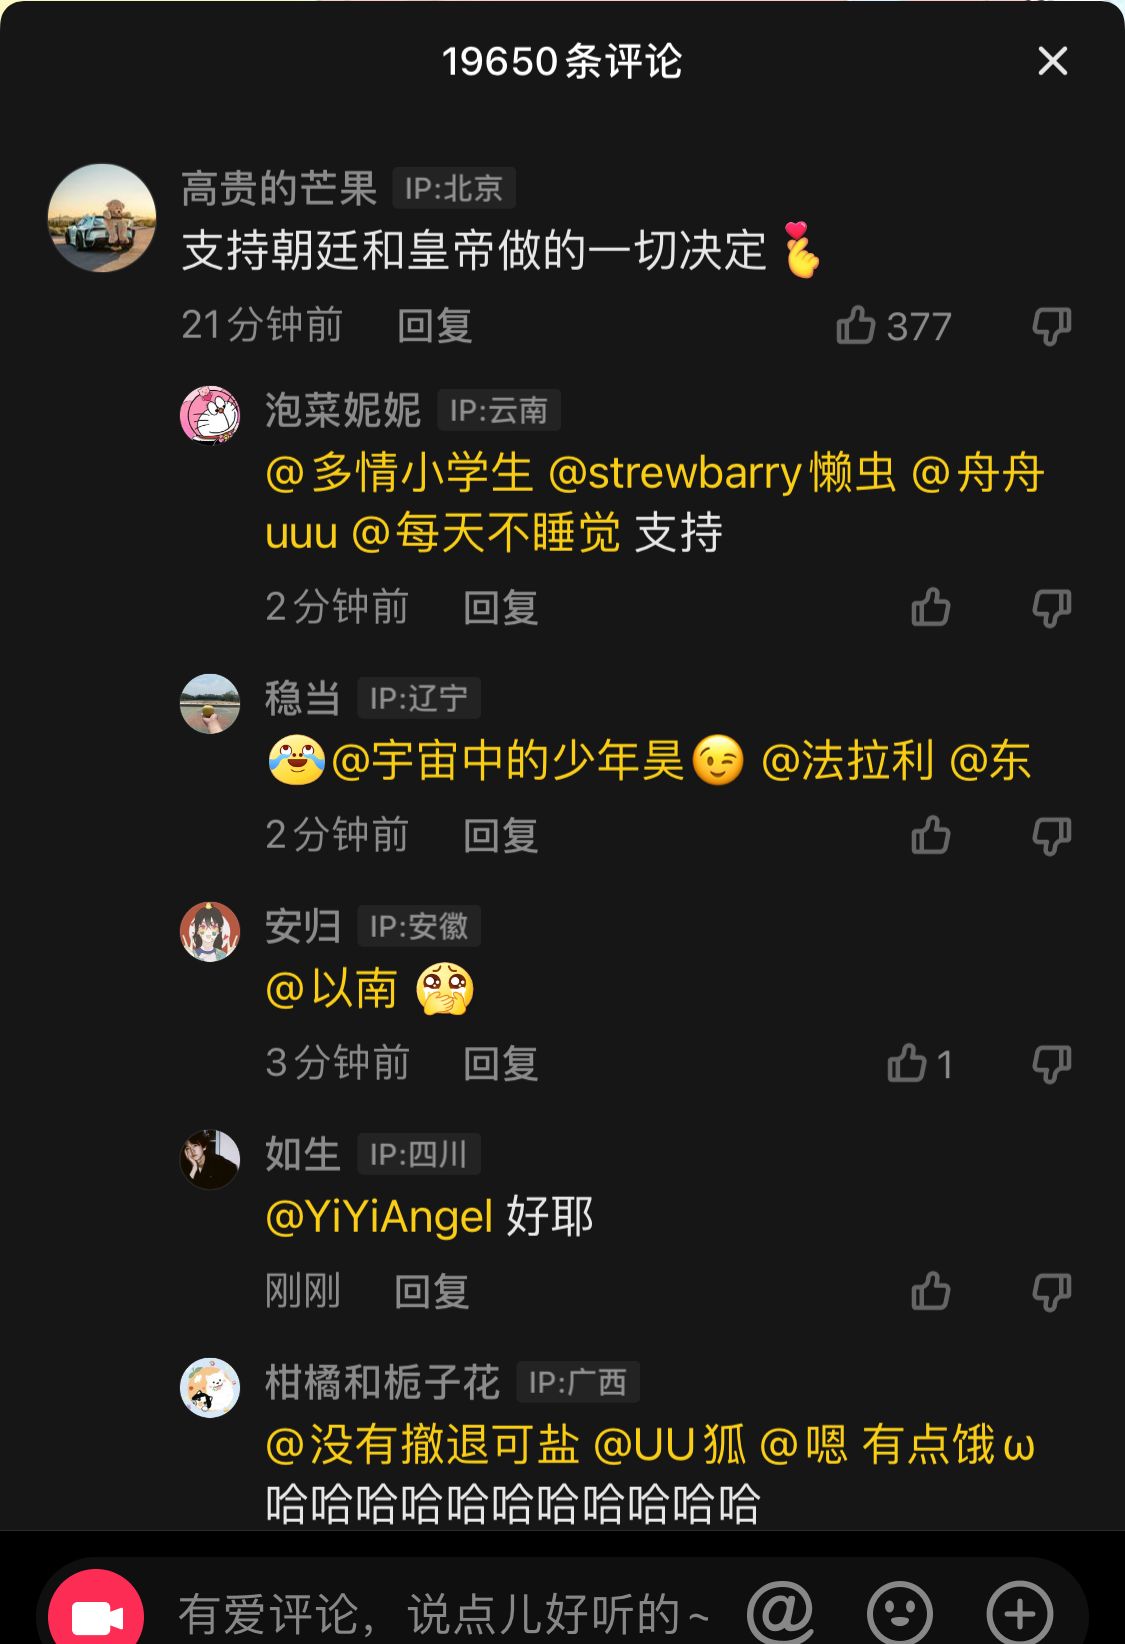 19650条评论
高贵的芒果 IP:北京
支持朝廷和皇帝做的一切决定
21分钟前 回复 377
泡菜妮妮 IP:云南
@多情小学生 @strewbarry懒虫 @舟舟
uuu @每天不睡觉 支持
2分钟前 回复
稳当 IP:辽宁
@宇宙中的少年昊😉 @法拉利 @东
2分钟前 回复
安归 IP:安徽
@以南
3分钟前 回复 1
如生 IP:四川
@YiYiAngel 好耶
刚刚 回复
柑橘和栀子花 IP:广西
@没有撤退可盐 @UU狐 @嗯 有点饿ω
哈哈哈哈哈哈哈哈哈哈哈
有爱评论，说点儿好听的~